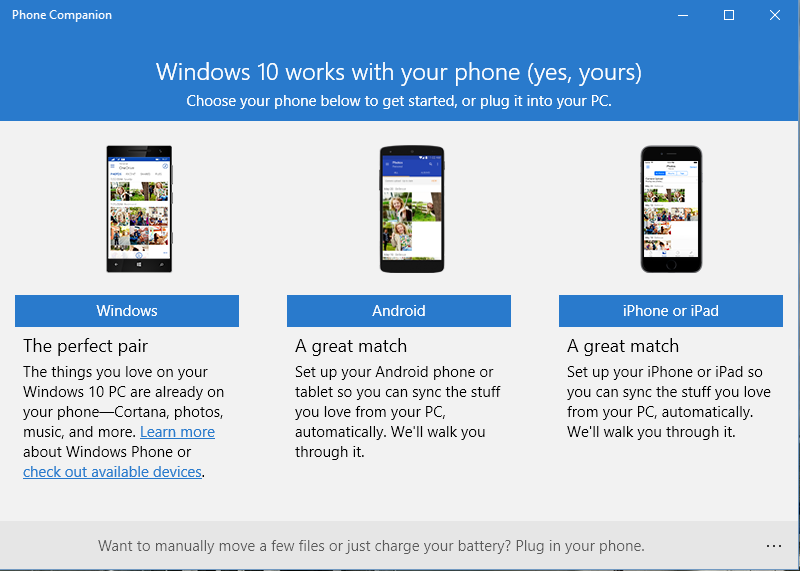 Phone Companion
Windows 10 works with your phone (yes, yours)
Choose your phone below to get started, or plug it into your PC.
Windows
The perfect pair
The things you love on your
Windows 10 PC are already on
your phone—Cortana, photos,
music, and more. Learn more
about Windows Phone or
check out available devices.
Android
A great match
Set up your Android phone or
tablet so you can sync the stuff
you love from your PC,
automatically. We'll walk you
through it.
iPhone or iPad
A great match
Set up your iPhone or iPad so
you can sync the stuff you love
from your PC, automatically.
We'll walk you through it.
Want to manually move a few files or just charge your battery? Plug in your phone.